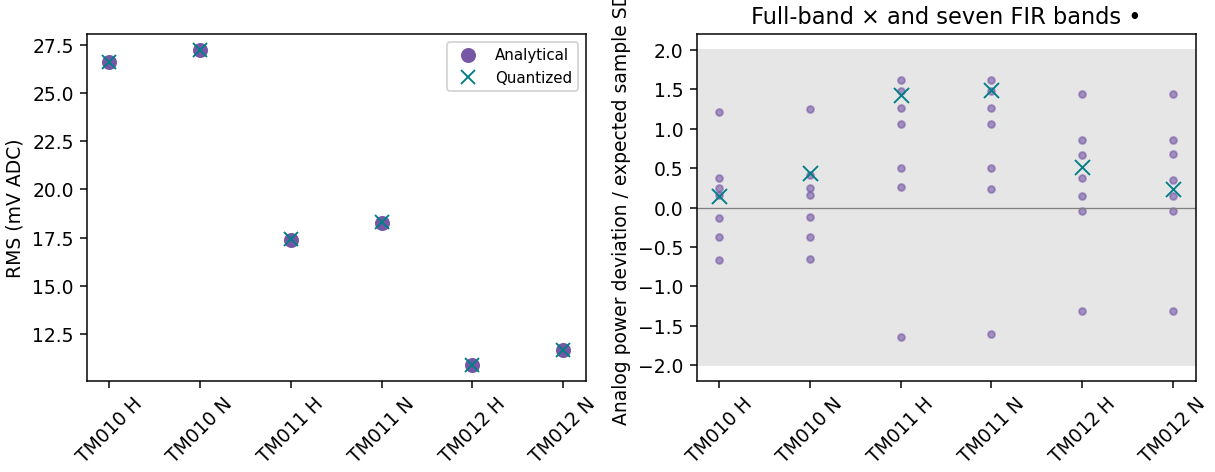 RMS (mV ADC)
27.5
25.0
22.5
20.0
17.5
15.0
12.5
Analytical
Quantized
TM010 H
TM010 N
TM011 H
TM011 N
TM012 H
TM012 N
Full-band × and seven FIR bands •
Analog power deviation / expected sample SD
2.0
1.5
1.0
0.5
0.0
−0.5
−1.0
−1.5
−2.0
TM010 H
TM010 N
TM011 H
TM011 N
TM012 H
TM012 N